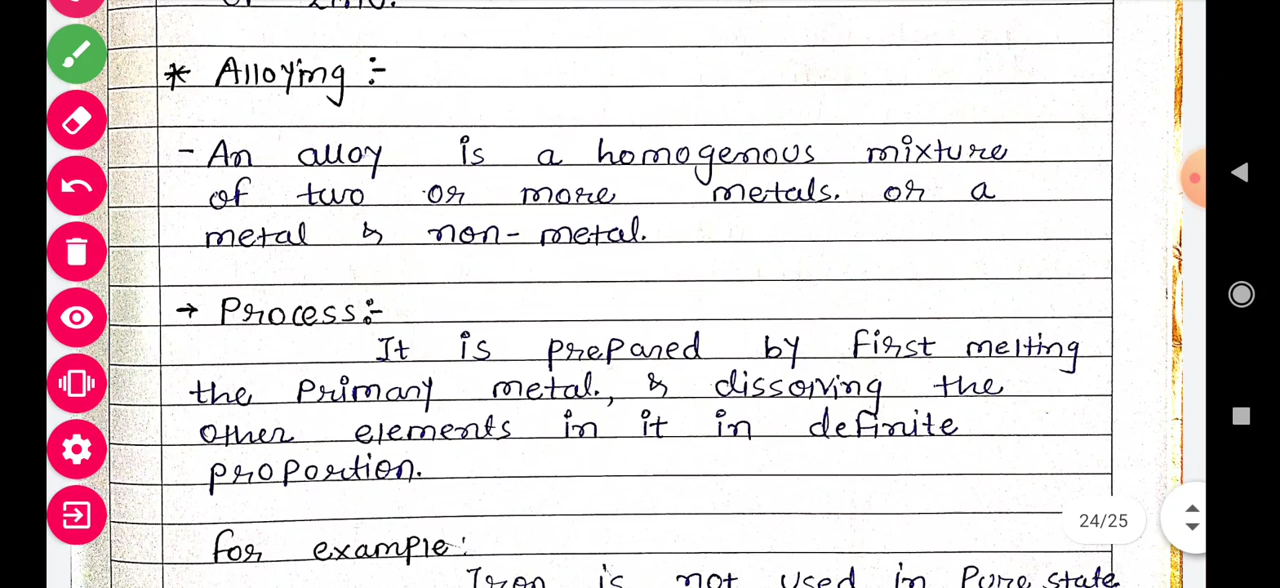 * Alloying :-
- An alloy is a homogenous mixture
of two or more metals. or a
metal & non-metal.
→ Process:-
It is prepared by first melting
the primary metal., & dissolving the
other elements in it in definite
proportion.
24/25
for example:
Iron is not used in Pure state